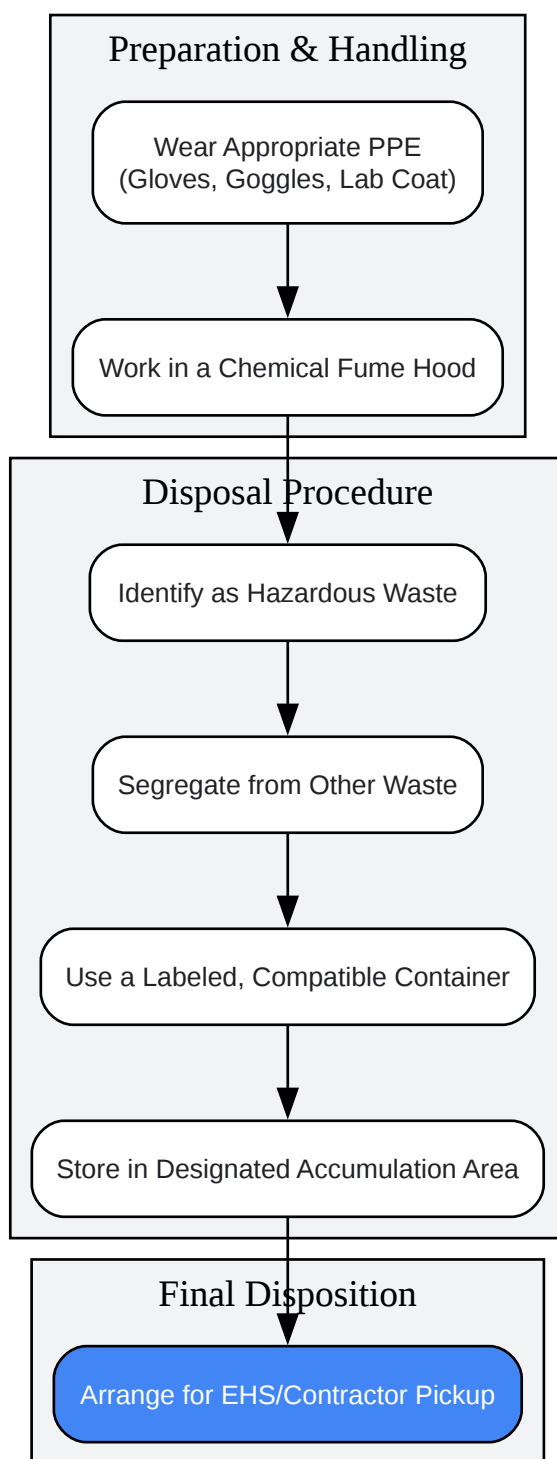 Preparation & Handling
Wear Appropriate PPE
(Gloves, Goggles, Lab Coat)
Work in a Chemical Fume Hood
Disposal Procedure
Identify as Hazardous Waste
Segregate from Other Waste
Use a Labeled, Compatible Container
Store in Designated Accumulation Area
Final Disposition
Arrange for EHS/Contractor Pickup